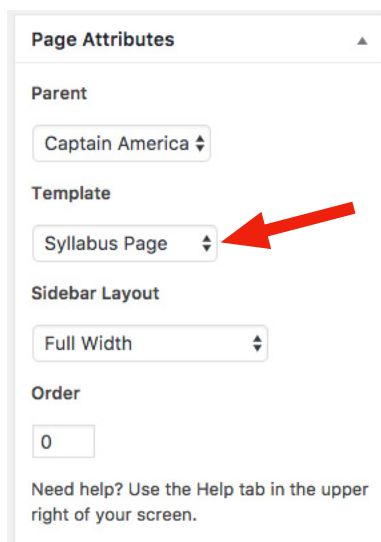 Page Attributes
Parent
Captain America
Template
Syllabus Page
Sidebar Layout
Full Width
Order
0
Need help? Use the Help tab in the upper
right of your screen.